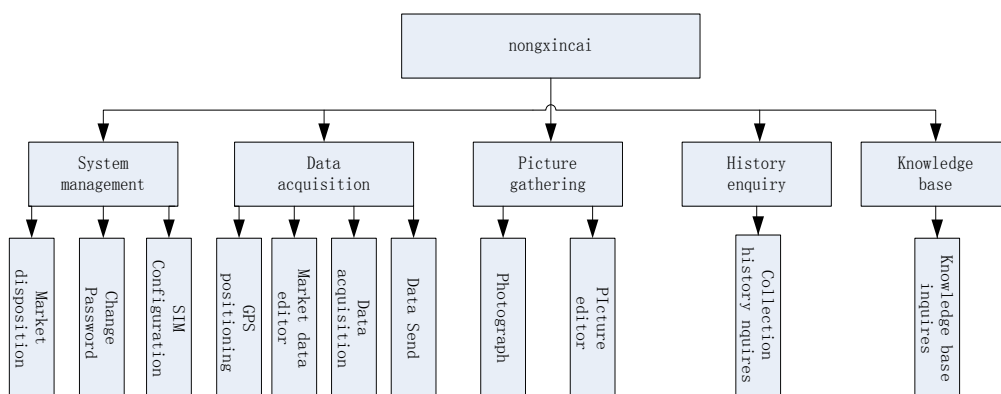 nongxincai
System
management
Data
acquisition
Picture
gathering
History
enquiry
Knowledge
base
Market
disposition
Change
Password
SIM
Configuration
GPS
positioning
Market data
editor
Data
acquisition
Data Send
Photograph
PIcture
editor
Collection
history nquires
Knowledge base
inquires